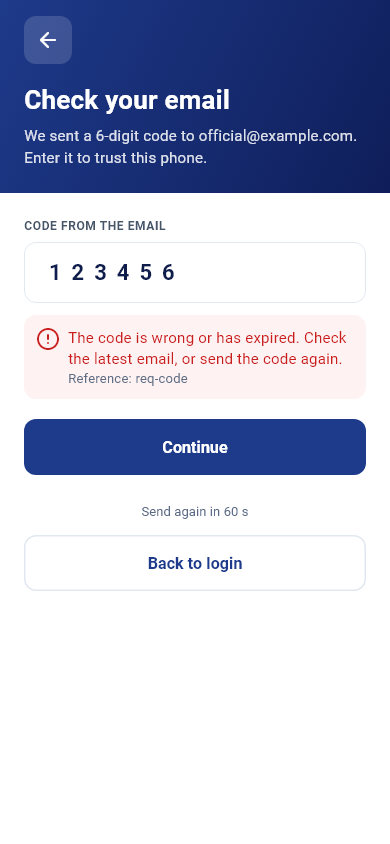 Check your email
We sent a 6-digit code to official@example.com.
Enter it to trust this phone.
CODE FROM THE EMAIL
1 2 3 4 5 6
The code is wrong or has expired. Check
the latest email, or send the code again.
Reference: req-code
Continue
Send again in 60 s
Back to login